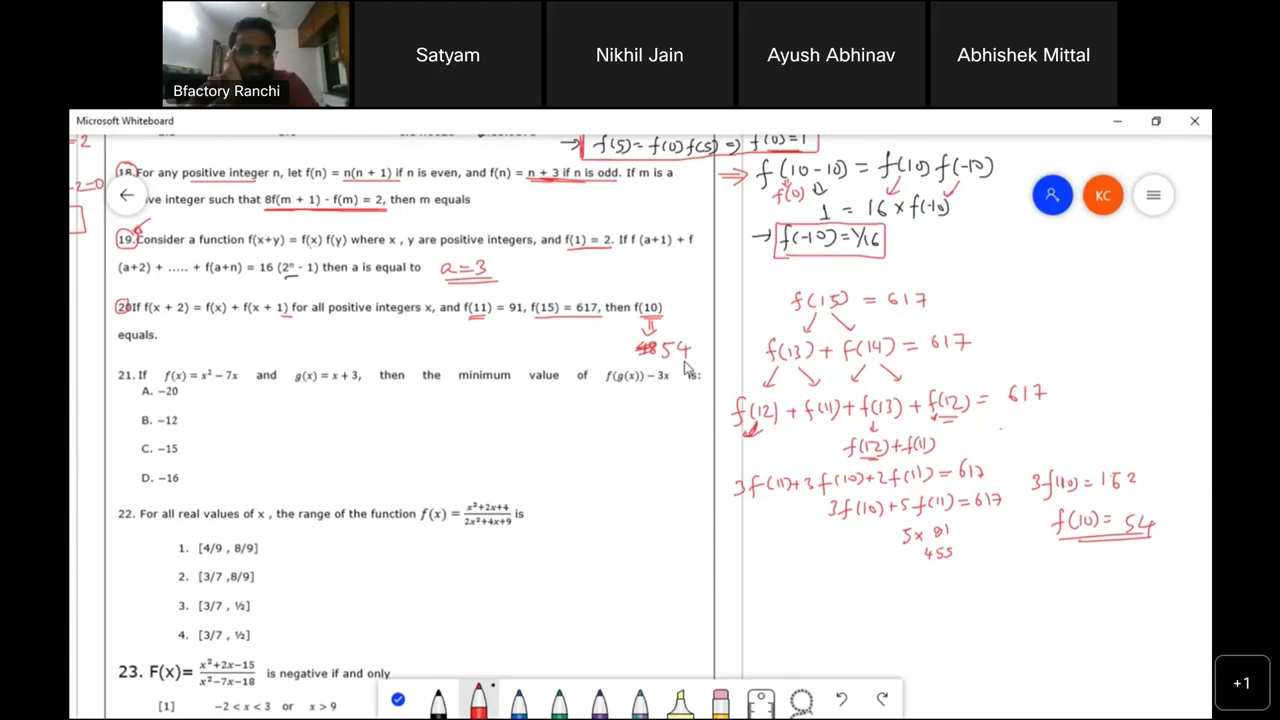 Satyam
Nikhil Jain
Ayush Abhinav
Abhishek Mittal
Bfactory Ranchi
Microsoft Whiteboard
=2
-2=0
→ f(5)=f(0)f(5) ⇒ f(0)=1
18. For any positive integer n, let f(n) = n(n + 1) if n is even, and f(n) = n + 3 if n is odd. If m is a
ve integer such that 8f(m + 1) - f(m) = 2, then m equals
19. Consider a function f(x+y) = f(x) f(y) where x , y are positive integers, and f(1) = 2. If f (a+1) + f
(a+2) + ..... + f(a+n) = 16 (2ⁿ - 1) then a is equal to a=3
20 If f(x + 2) = f(x) + f(x + 1) for all positive integers x, and f(11) = 91, f(15) = 617, then f(10)
equals.
54
21. If f(x) = x² − 7x and g(x) = x + 3, then the minimum value of f(g(x)) − 3x is:
A. −20
B. −12
C. −15
D. −16
22. For all real values of x , the range of the function f(x) = x²+2x+4 / 2x²+4x+9 is
1. [4/9 , 8/9]
2. [3/7 ,8/9]
3. [3/7 , ½]
4. [3/7 , ½]
23. F(x)= x²+2x−15 / x²−7x−18 is negative if and only
[1] −2 < x < 3 or x > 9
⇒ f(10-10) = f(10) f(-10)
f(0)
1 = 16 × f(-10)
→ f(-10)=1/16
KC
f(15) = 617
f(13) + f(14) = 617
f(12) + f(11) + f(13) + f(12) = 617
f(12)+f(11)
3f(11)+3f(10)+2f(11)=617
3f(10)+5f(11)=617
5× 91
455
3f(10)=162
f(10)= 54
+1